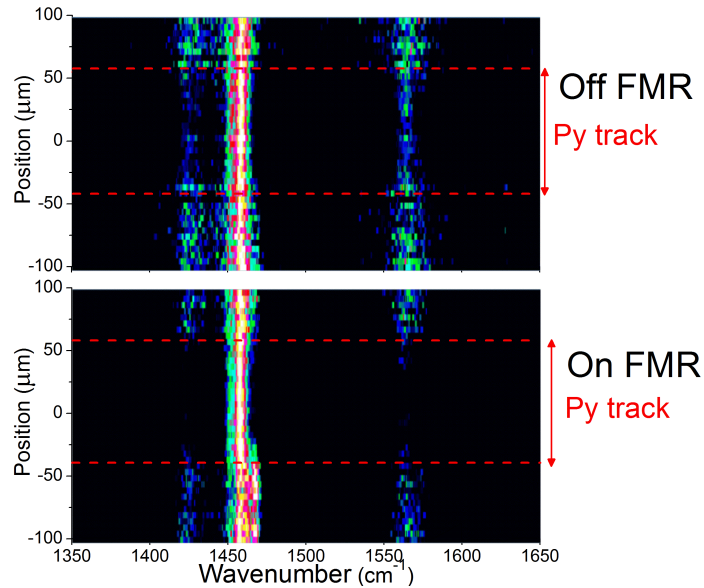 100
50
0
-50
-100
Position (µm)
Off FMR
Py track
100
50
0
-50
-100
Position (µm)
On FMR
Py track
1350 1400 1450 1500 1550 1600 1650
Wavenumber (cm⁻¹)